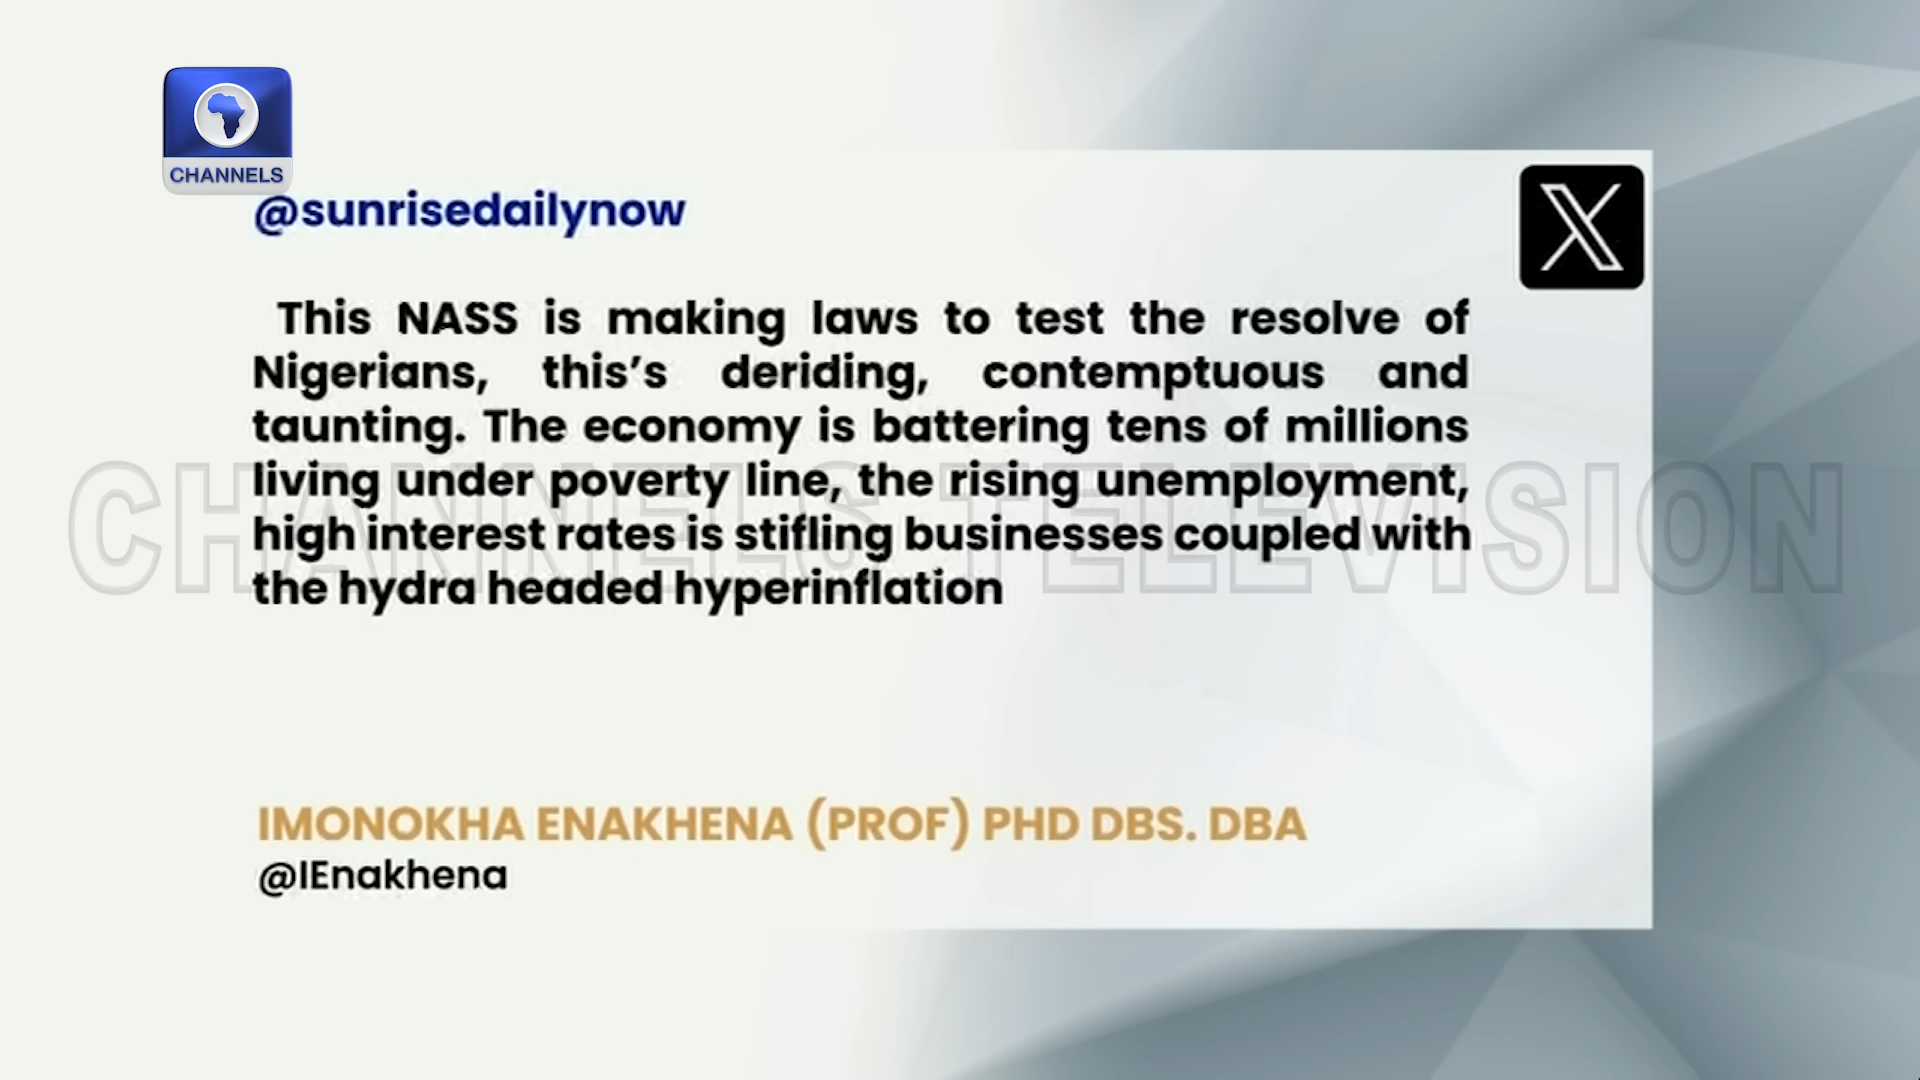 CHANNELS
@sunrisedailynow
This NASS is making laws to test the resolve of
Nigerians, this’s deriding, contemptuous and
taunting. The economy is battering tens of millions
living under poverty line, the rising unemployment,
high interest rates is stifling businesses coupled with
the hydra headed hyperinflation
CHANNELS TELEVISION
IMONOKHA ENAKHENA (PROF) PHD DBS. DBA
@IEnakhena